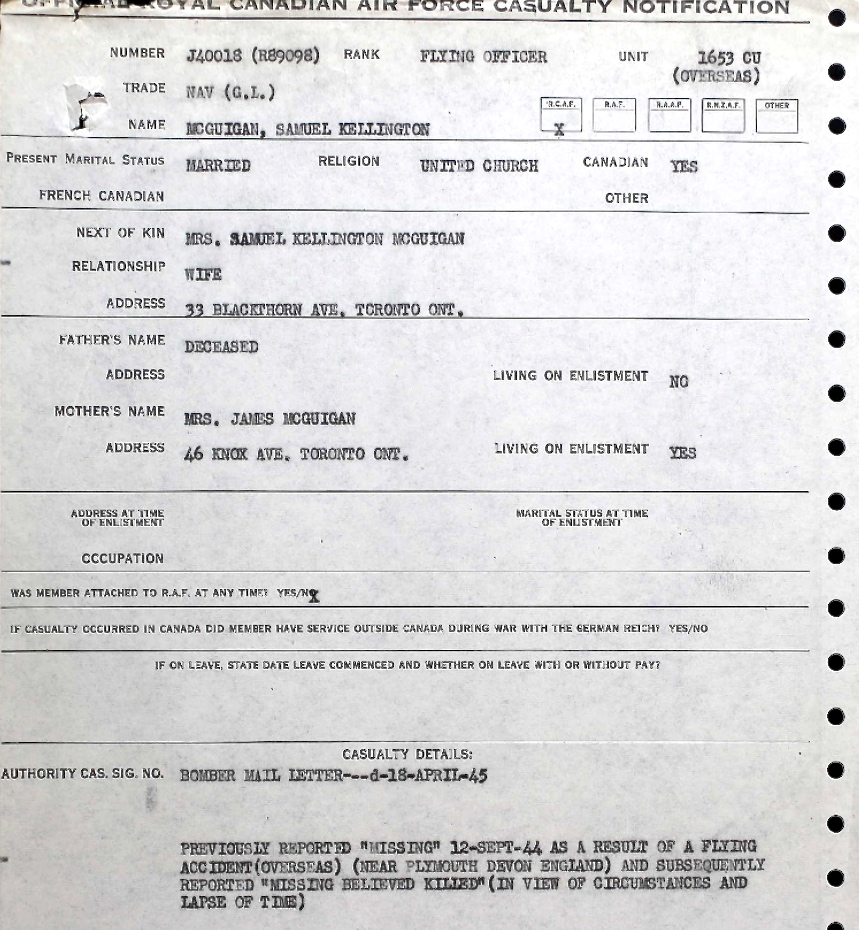 ROYAL CANADIAN AIR FORCE CASUALTY NOTIFICATION
NUMBER J40018 (R89098) RANK FLYING OFFICER UNIT 1653 CU
(OVERSEAS)
TRADE NAV (G.L.)
R.C.A.F. R.A.F. R.A.A.F. R.N.Z.A.F. OTHER
NAME MCGUIGAN, SAMUEL KELLINGTON X
PRESENT MARITAL STATUS MARRIED RELIGION UNITED CHURCH CANADIAN YES
FRENCH CANADIAN OTHER
NEXT OF KIN MRS. SAMUEL KELLINGTON MCGUIGAN
RELATIONSHIP WIFE
ADDRESS 33 BLACKTHORN AVE. TORONTO ONT.
FATHER'S NAME DECEASED
ADDRESS LIVING ON ENLISTMENT NO
MOTHER'S NAME MRS. JAMES MCGUIGAN
ADDRESS 46 KNOX AVE. TORONTO ONT. LIVING ON ENLISTMENT YES
ADDRESS AT TIME MARITAL STATUS AT TIME
OF ENLISTMENT OF ENLISTMENT
OCCUPATION
WAS MEMBER ATTACHED TO R.A.F. AT ANY TIME? YES/NO
IF CASUALTY OCCURRED IN CANADA DID MEMBER HAVE SERVICE OUTSIDE CANADA DURING WAR WITH THE GERMAN REICH? YES/NO
IF ON LEAVE, STATE DATE LEAVE COMMENCED AND WHETHER ON LEAVE WITH OR WITHOUT PAY?
CASUALTY DETAILS:
AUTHORITY CAS. SIG. NO. BOMBER MAIL LETTER---d-18-APRIL-45
PREVIOUSLY REPORTED "MISSING" 12-SEPT-44 AS A RESULT OF A FLYING
ACCIDENT(OVERSEAS) (NEAR PLYMOUTH DEVON ENGLAND) AND SUBSEQUENTLY
REPORTED "MISSING BELIEVED KILLED"(IN VIEW OF CIRCUMSTANCES AND
LAPSE OF TIME)